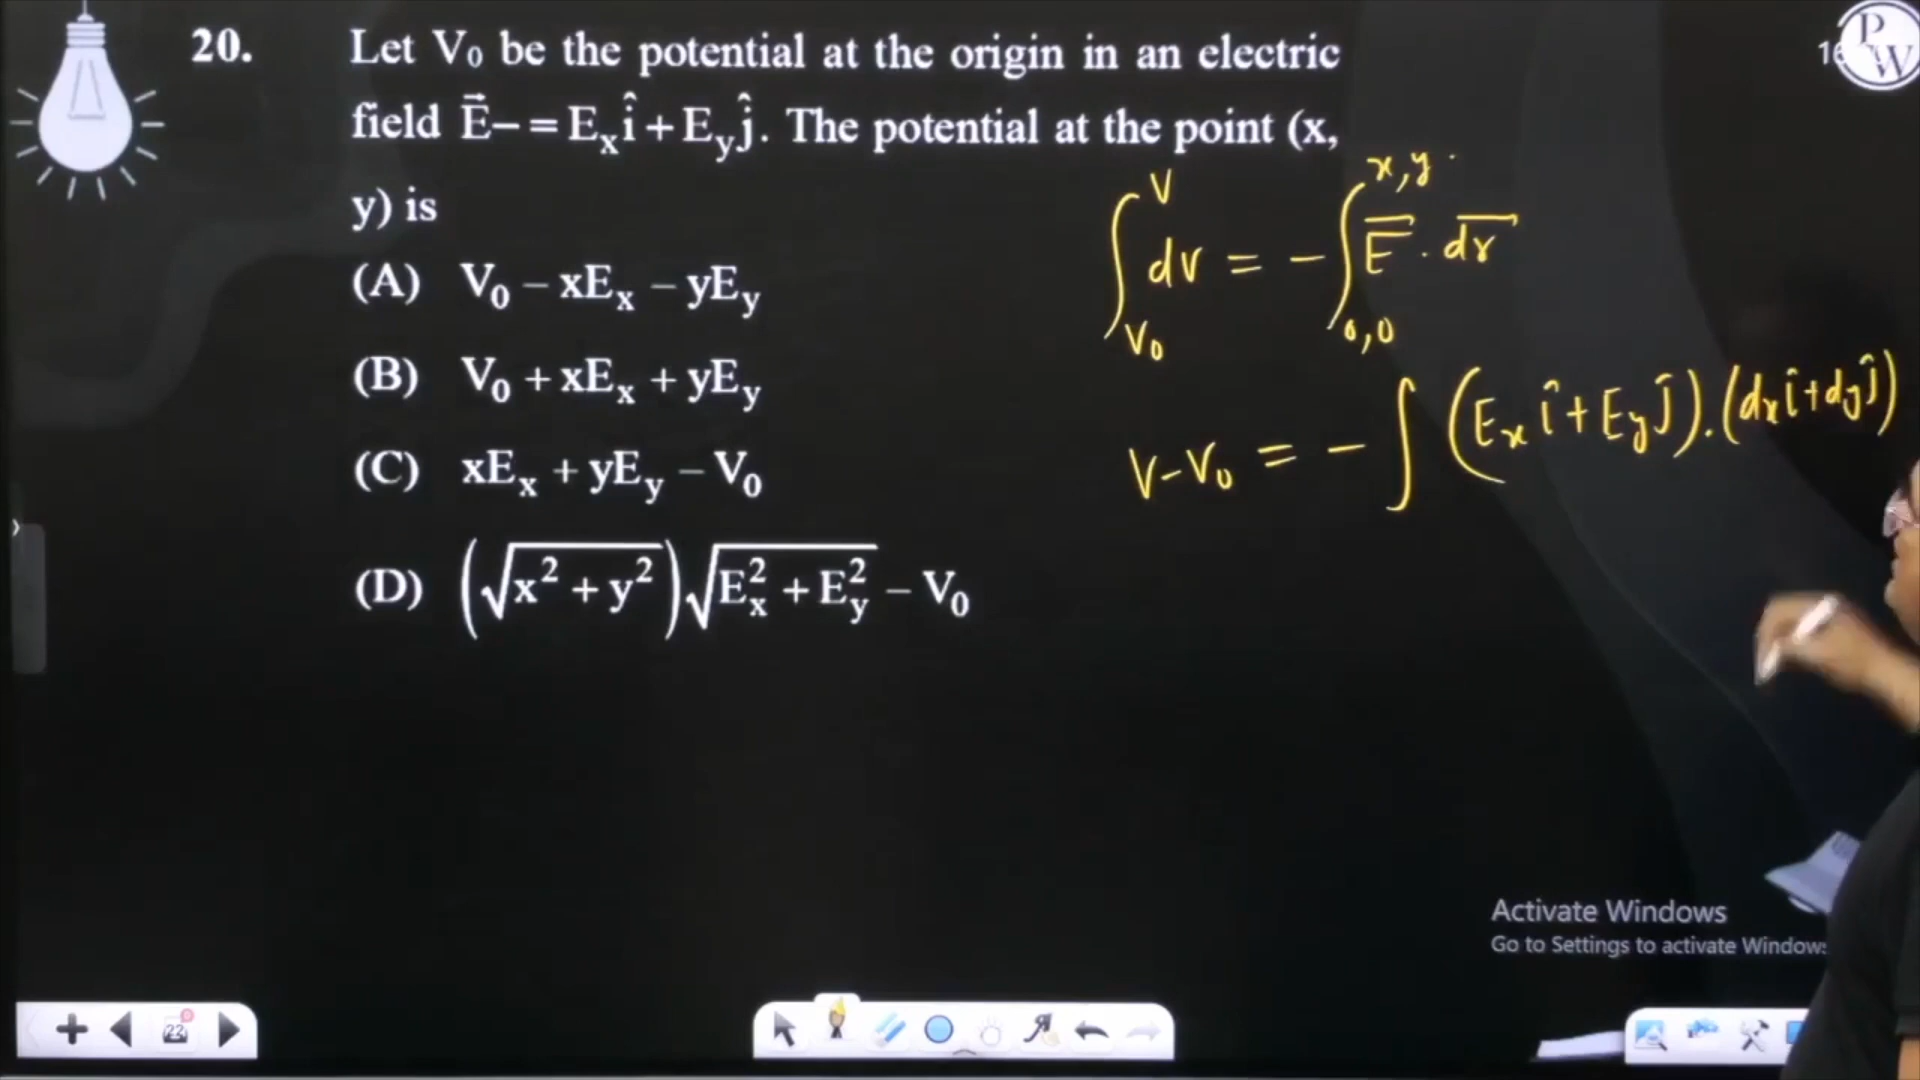 20. Let V₀ be the potential at the origin in an electric
field E⃗– = Eₓî + E_yĵ. The potential at the point (x,
y) is
(A) V₀ – xEₓ – yE_y
(B) V₀ + xEₓ + yE_y
(C) xEₓ + yE_y – V₀
(D) (√(x² + y²))√(Eₓ² + E_y²) – V₀
∫_{V₀}^{V} dv = –∫_{0,0}^{x,y} E̅ . d̅r̅
V–V₀ = –∫(Eₓî + E_yĵ).(dxî + dyĵ)
PW
Activate Windows
Go to Settings to activate Windows
22